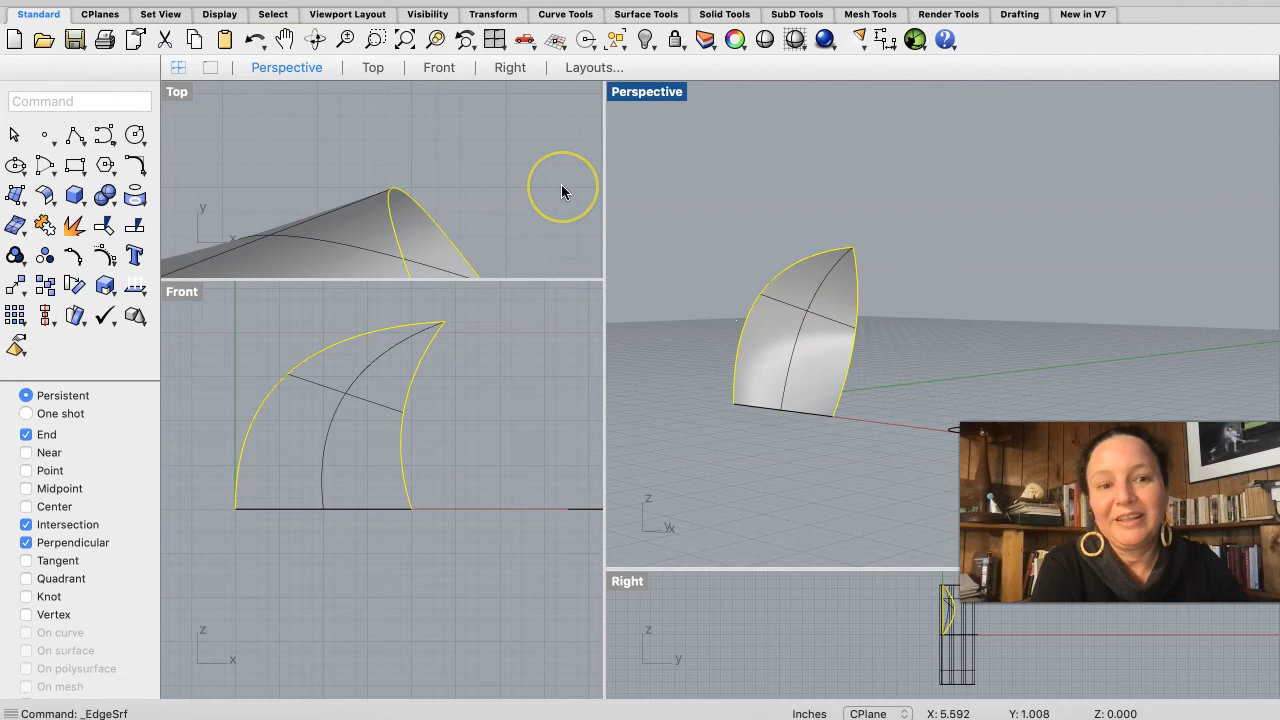 Standard CPlanes Set View Display Select Viewport Layout Visibility Transform Curve Tools Surface Tools Solid Tools SubD Tools Mesh Tools Render Tools Drafting New in V7
Perspective Top Front Right Layouts...
Command
Top
Perspective
y
x
Front
Persistent
One shot
End
Near
Point
Midpoint
Center
Intersection
Perpendicular
Tangent
Quadrant
Knot
Vertex
On curve
On surface
On polysurface
On mesh
z
x
z
yx
Right
z
y
Command: _EdgeSrf
Inches CPlane X: 5.592 Y: 1.008 Z: 0.000